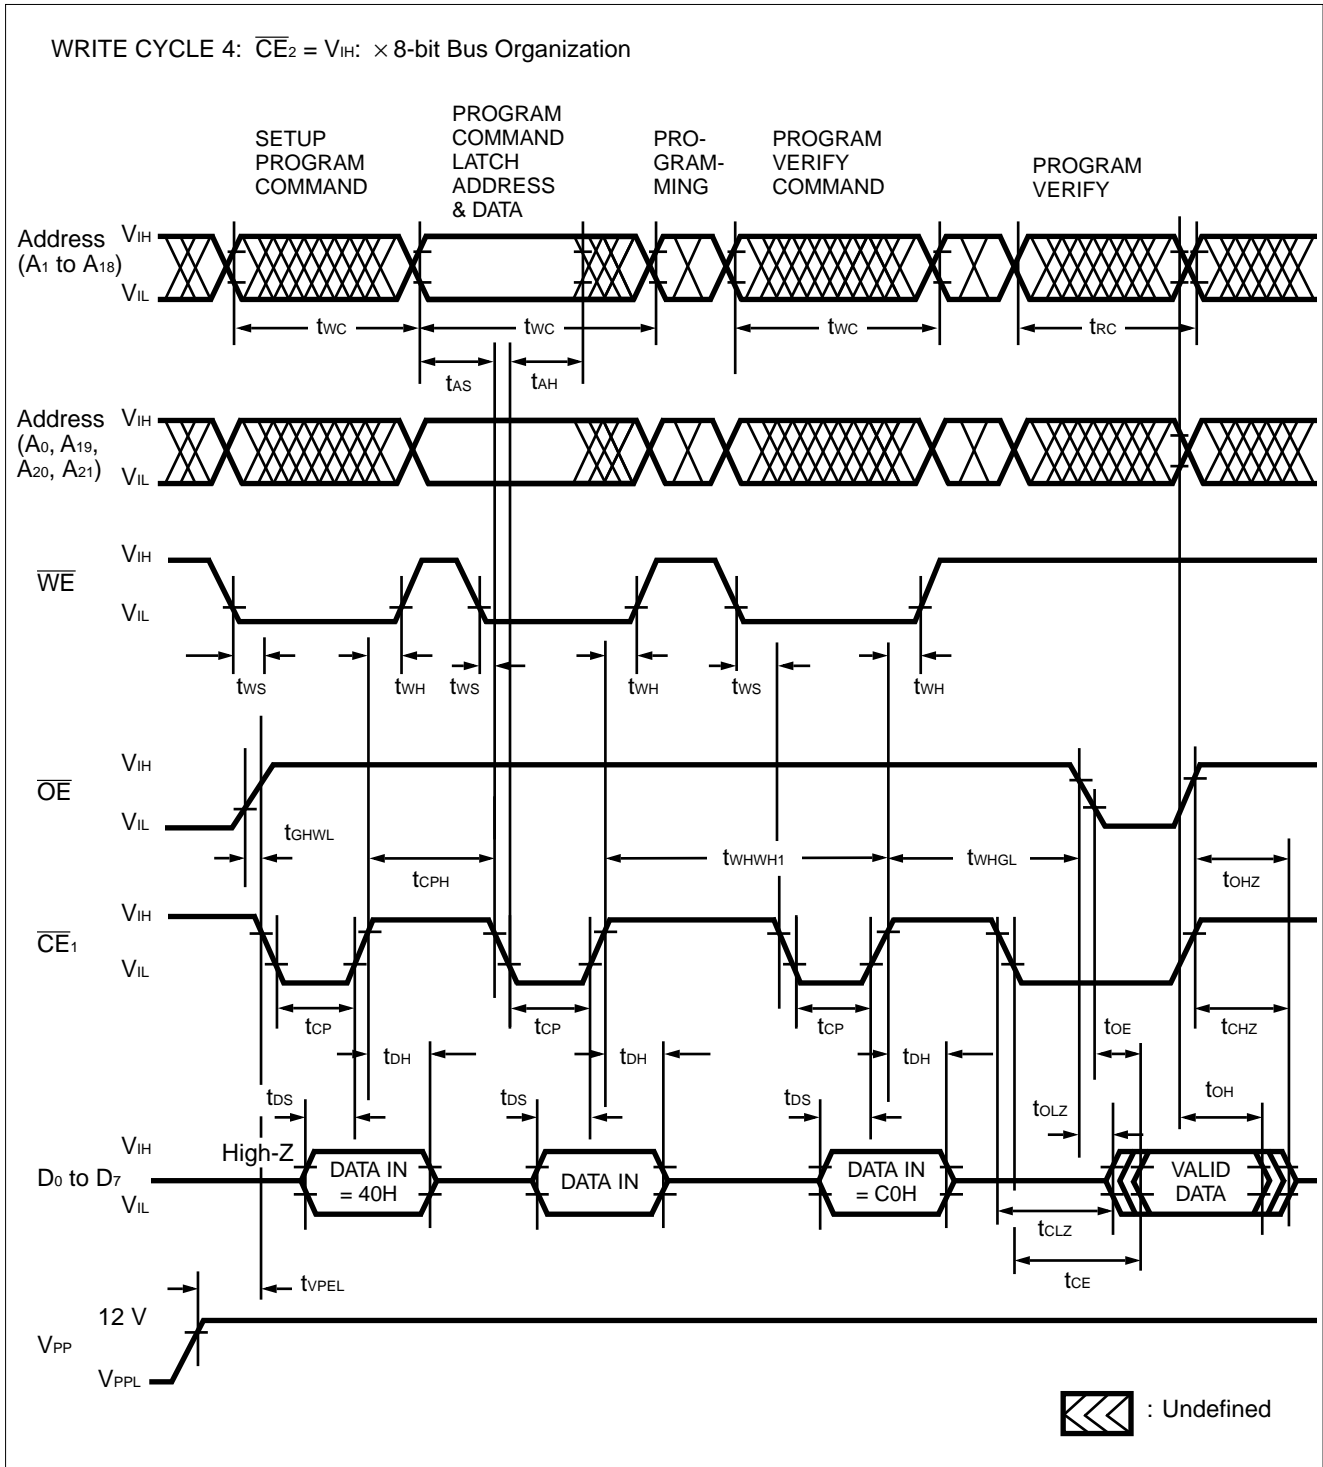 WRITE CYCLE 4: CE2 = VIH: × 8-bit Bus Organization
SETUP
PROGRAM
COMMAND
PROGRAM
COMMAND
LATCH
ADDRESS
& DATA
PRO-
GRAM-
MING
PROGRAM
VERIFY
COMMAND
PROGRAM
VERIFY
Address
(A1 to A18)
VIH
VIL
tWC
tWC
tWC
tRC
tAS
tAH
Address
(A0, A19,
A20, A21)
VIH
VIL
WE
VIH
VIL
tWS
tWH
tWS
tWH
tWS
tWH
OE
VIH
VIL
tGHWL
tCPH
tWHWH1
tWHGL
tOHZ
CE1
VIH
VIL
tCP
tCP
tCP
tOE
tCHZ
tDH
tDH
tDH
tDS
tDS
tDS
tOLZ
tOH
D0 to D7
VIH
VIL
High-Z
DATA IN
= 40H
DATA IN
DATA IN
= C0H
VALID
DATA
tCLZ
tCE
tVPEL
VPP
12 V
VPPL
: Undefined